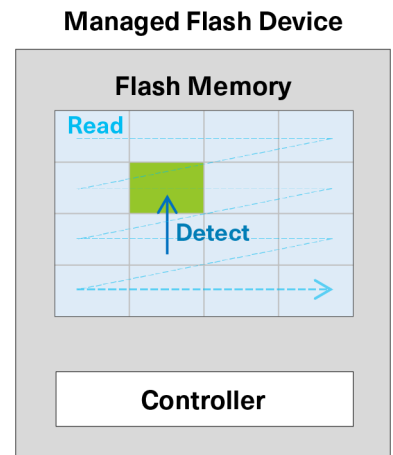 Managed Flash Device
Flash Memory
Read
Detect
Controller